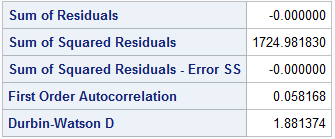 Sum of Residuals -0.000000
Sum of Squared Residuals 1724.981830
Sum of Squared Residuals - Error SS -0.000000
First Order Autocorrelation 0.058168
Durbin-Watson D 1.881374